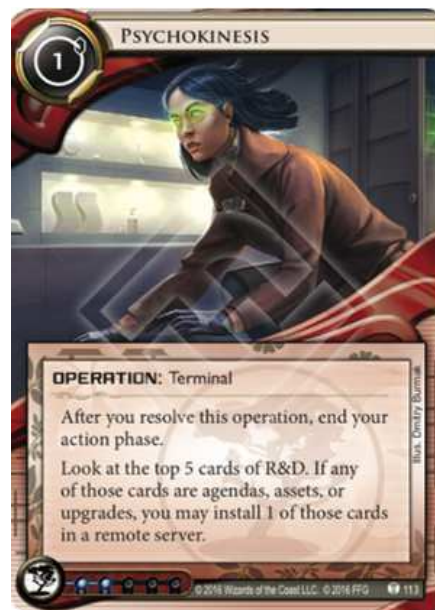 PSYCHOKINESIS
1
OPERATION: Terminal
After you resolve this operation, end your
action phase.
Look at the top 5 cards of R&D. If any
of those cards are agendas, assets, or
upgrades, you may install 1 of those cards
in a remote server.
Illus. Dmitry Burmak
© 2016 Wizards of the Coast LLC. © 2016 FFG
113